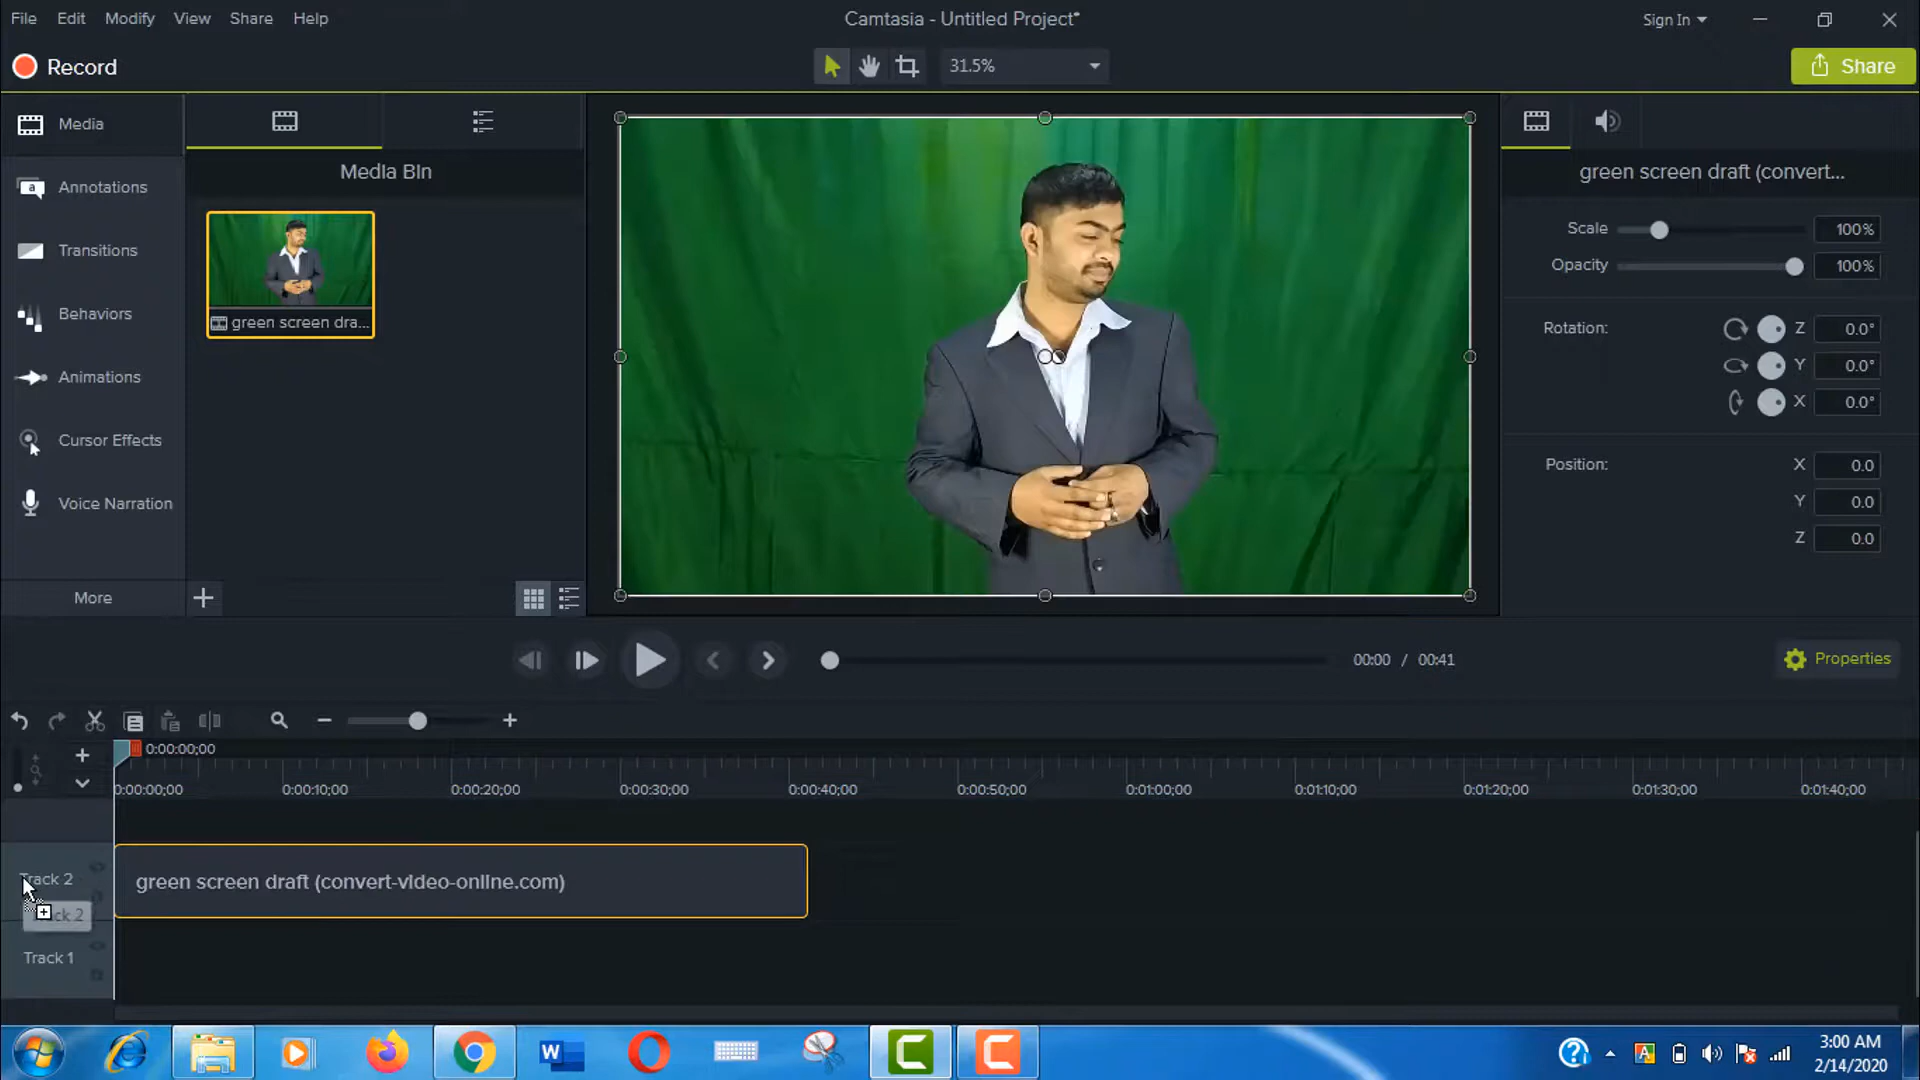 File Edit Modify View Share Help
Camtasia - Untitled Project*
Sign In
Record
31.5%
Share
Media
Annotations
Transitions
Behaviors
Animations
Cursor Effects
Voice Narration
More
Media Bin
green screen dra...
green screen draft (convert...
Scale 100%
Opacity 100%
Rotation: Z 0.0°
Y 0.0°
X 0.0°
Position: X 0.0
Y 0.0
Z 0.0
00:00 / 00:41
Properties
0:00:00;00
0:00:00;00 0:00:10;00 0:00:20;00 0:00:30;00 0:00:40;00 0:00:50;00 0:01:00;00 0:01:10;00 0:01:20;00 0:01:30;00 0:01:40;00
Track 2
green screen draft (convert-video-online.com)
Track 2
Track 1
3:00 AM
2/14/2020